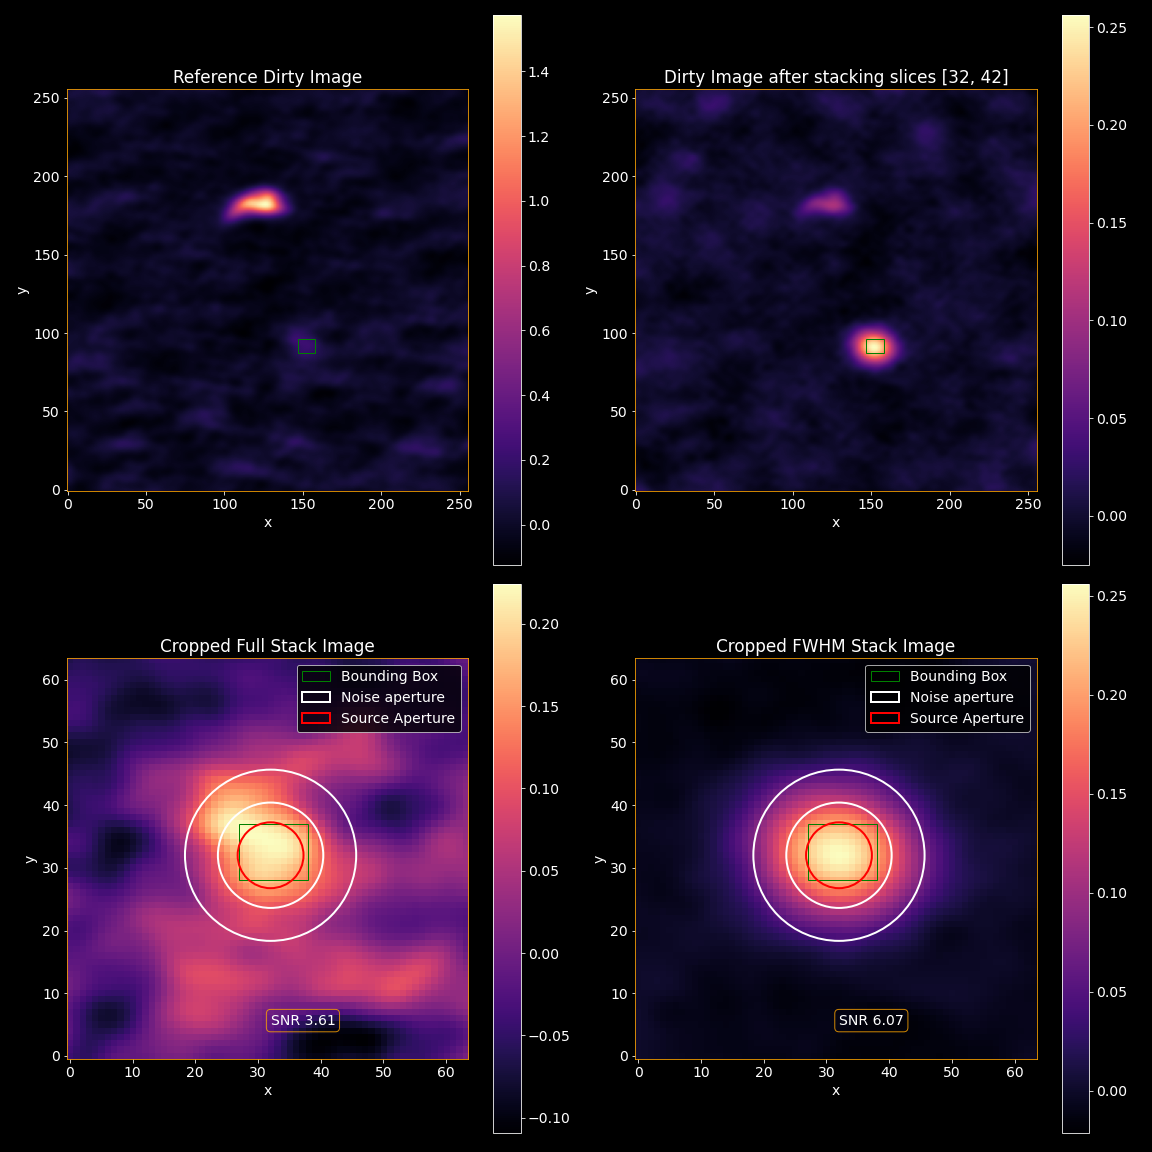 Reference Dirty Image
250
200
150
100
50
0
0 50 100 150 200 250
x
y
1.4
1.2
1.0
0.8
0.6
0.4
0.2
0.0
Dirty Image after stacking slices [32, 42]
250
200
150
100
50
0
0 50 100 150 200 250
x
y
0.25
0.20
0.15
0.10
0.05
0.00
Cropped Full Stack Image
Bounding Box
Noise aperture
Source Aperture
SNR 3.61
60
50
40
30
20
10
0
0 10 20 30 40 50 60
x
y
0.20
0.15
0.10
0.05
0.00
−0.05
−0.10
Cropped FWHM Stack Image
Bounding Box
Noise aperture
Source Aperture
SNR 6.07
60
50
40
30
20
10
0
0 10 20 30 40 50 60
x
y
0.25
0.20
0.15
0.10
0.05
0.00